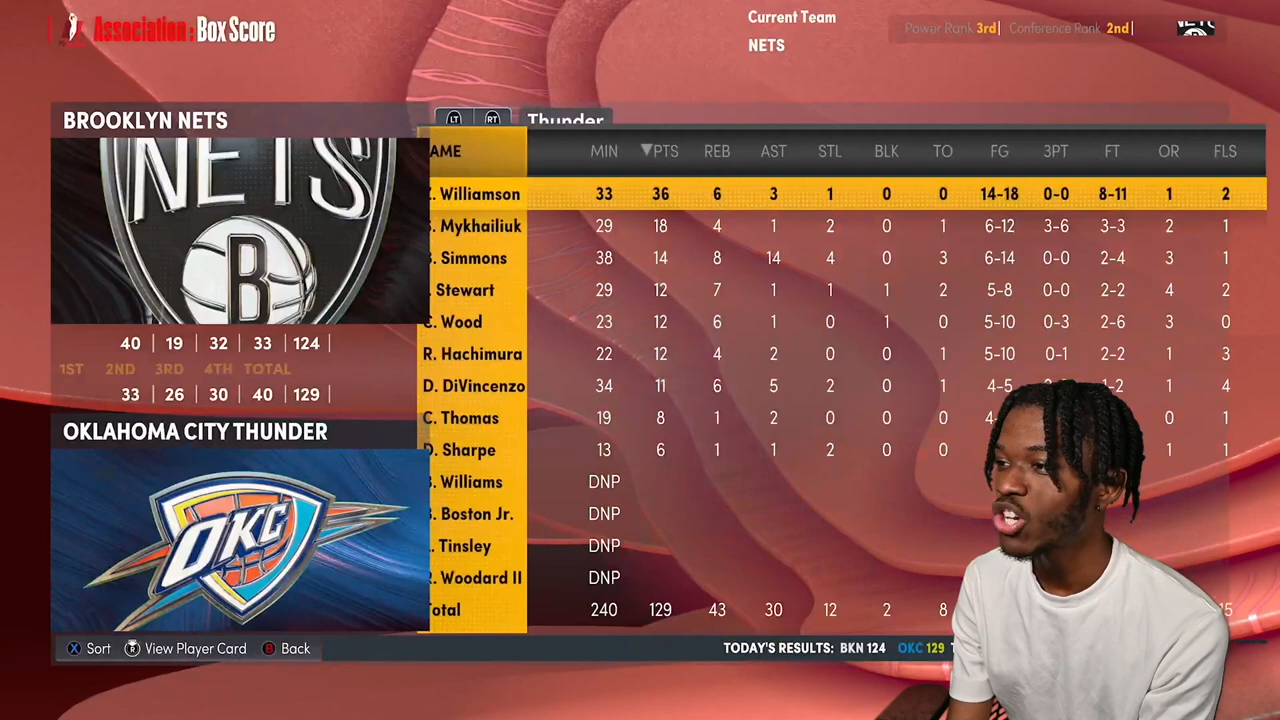 Association: Box Score
Current Team
NETS
Power Rank 3rd| Conference Rank 2nd|
BROOKLYN NETS
NETS
B
40 | 19 | 32 | 33 | 124 |
1ST 2ND 3RD 4TH TOTAL
33 | 26 | 30 | 40 | 129 |
OKLAHOMA CITY THUNDER
OKC
LT RT Thunder
AME MIN PTS REB AST STL BLK TO FG 3PT FT OR FLS
Z. Williamson 33 36 6 3 1 0 0 14-18 0-0 8-11 1 2
S. Mykhailiuk 29 18 4 1 2 0 1 6-12 3-6 3-3 2 1
B. Simmons 38 14 8 14 4 0 3 6-14 0-0 2-4 3 1
. Stewart 29 12 7 1 1 1 2 5-8 0-0 2-2 4 2
C. Wood 23 12 6 1 0 1 0 5-10 0-3 2-6 3 0
R. Hachimura 22 12 4 2 0 0 1 5-10 0-1 2-2 1 3
D. DiVincenzo 34 11 6 5 2 0 1 4-5 1-2 1 4
C. Thomas 19 8 1 2 0 0 0 0 1
D. Sharpe 13 6 1 1 2 0 0 1 1
Williams DNP
B. Boston Jr. DNP
. Tinsley DNP
R. Woodard II DNP
Total 240 129 43 30 12 2 8 15
X Sort R View Player Card B Back
TODAY'S RESULTS: BKN 124 OKC 129